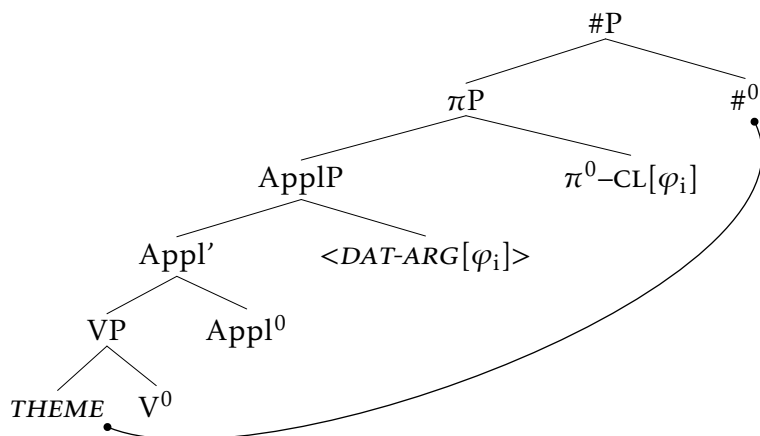 #P
πP #⁰
ApplP π⁰–CL[φᵢ]
Appl’ <DAT-ARG[φᵢ]>
VP Appl⁰
THEME V⁰